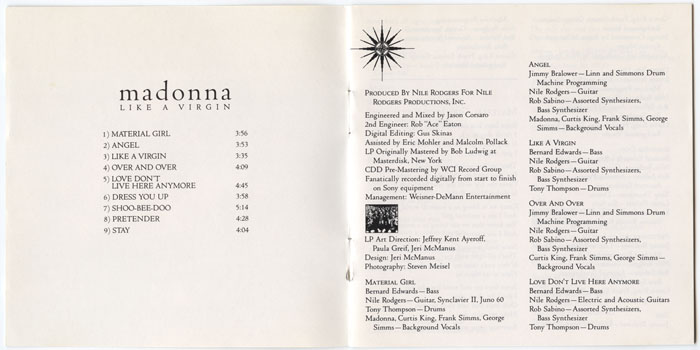 madonna
LIKE A VIRGIN
1) MATERIAL GIRL 3:56
2) ANGEL 3:53
3) LIKE A VIRGIN 3:35
4) OVER AND OVER 4:09
5) LOVE DON'T
LIVE HERE ANYMORE 4:45
6) DRESS YOU UP 3:58
7) SHOO-BEE-DOO 5:14
8) PRETENDER 4:28
9) STAY 4:04
PRODUCED BY NILE RODGERS FOR NILE
RODGERS PRODUCTIONS, INC.
Engineered and Mixed by Jason Corsaro
2nd Engineer: Rob "Ace" Eaton
Digital Editing: Gus Skinas
Assisted by Eric Mohler and Malcolm Pollack
LP Originally Mastered by Bob Ludwig at
Masterdisk, New York
CDD Pre-Mastering by WCI Record Group
Fanatically recorded digitally from start to finish
on Sony equipment
Management: Weisner-DeMann Entertainment
LP Art Direction: Jeffrey Kent Ayeroff,
Paula Greif, Jeri McManus
Design: Jeri McManus
Photography: Steven Meisel
MATERIAL GIRL
Bernard Edwards—Bass
Nile Rodgers—Guitar, Synclavier II, Juno 60
Tony Thompson—Drums
Madonna, Curtis King, Frank Simms, George
Simms—Background Vocals
ANGEL
Jimmy Bralower—Linn and Simmons Drum
Machine Programming
Nile Rodgers—Guitar
Rob Sabino—Assorted Synthesizers,
Bass Synthesizer
Madonna, Curtis King, Frank Simms, George
Simms—Background Vocals
LIKE A VIRGIN
Bernard Edwards—Bass
Nile Rodgers—Guitar
Rob Sabino—Assorted Synthesizers,
Bass Synthesizer
Tony Thompson—Drums
OVER AND OVER
Jimmy Bralower—Linn and Simmons Drum
Machine Programming
Nile Rodgers—Guitar
Rob Sabino—Assorted Synthesizers,
Bass Synthesizer
Curtis King, Frank Simms, George Simms—
Background Vocals
LOVE DON'T LIVE HERE ANYMORE
Bernard Edwards—Bass
Nile Rodgers—Electric and Acoustic Guitars
Rob Sabino—Assorted Synthesizers,
Bass Synthesizer
Tony Thompson—Drums